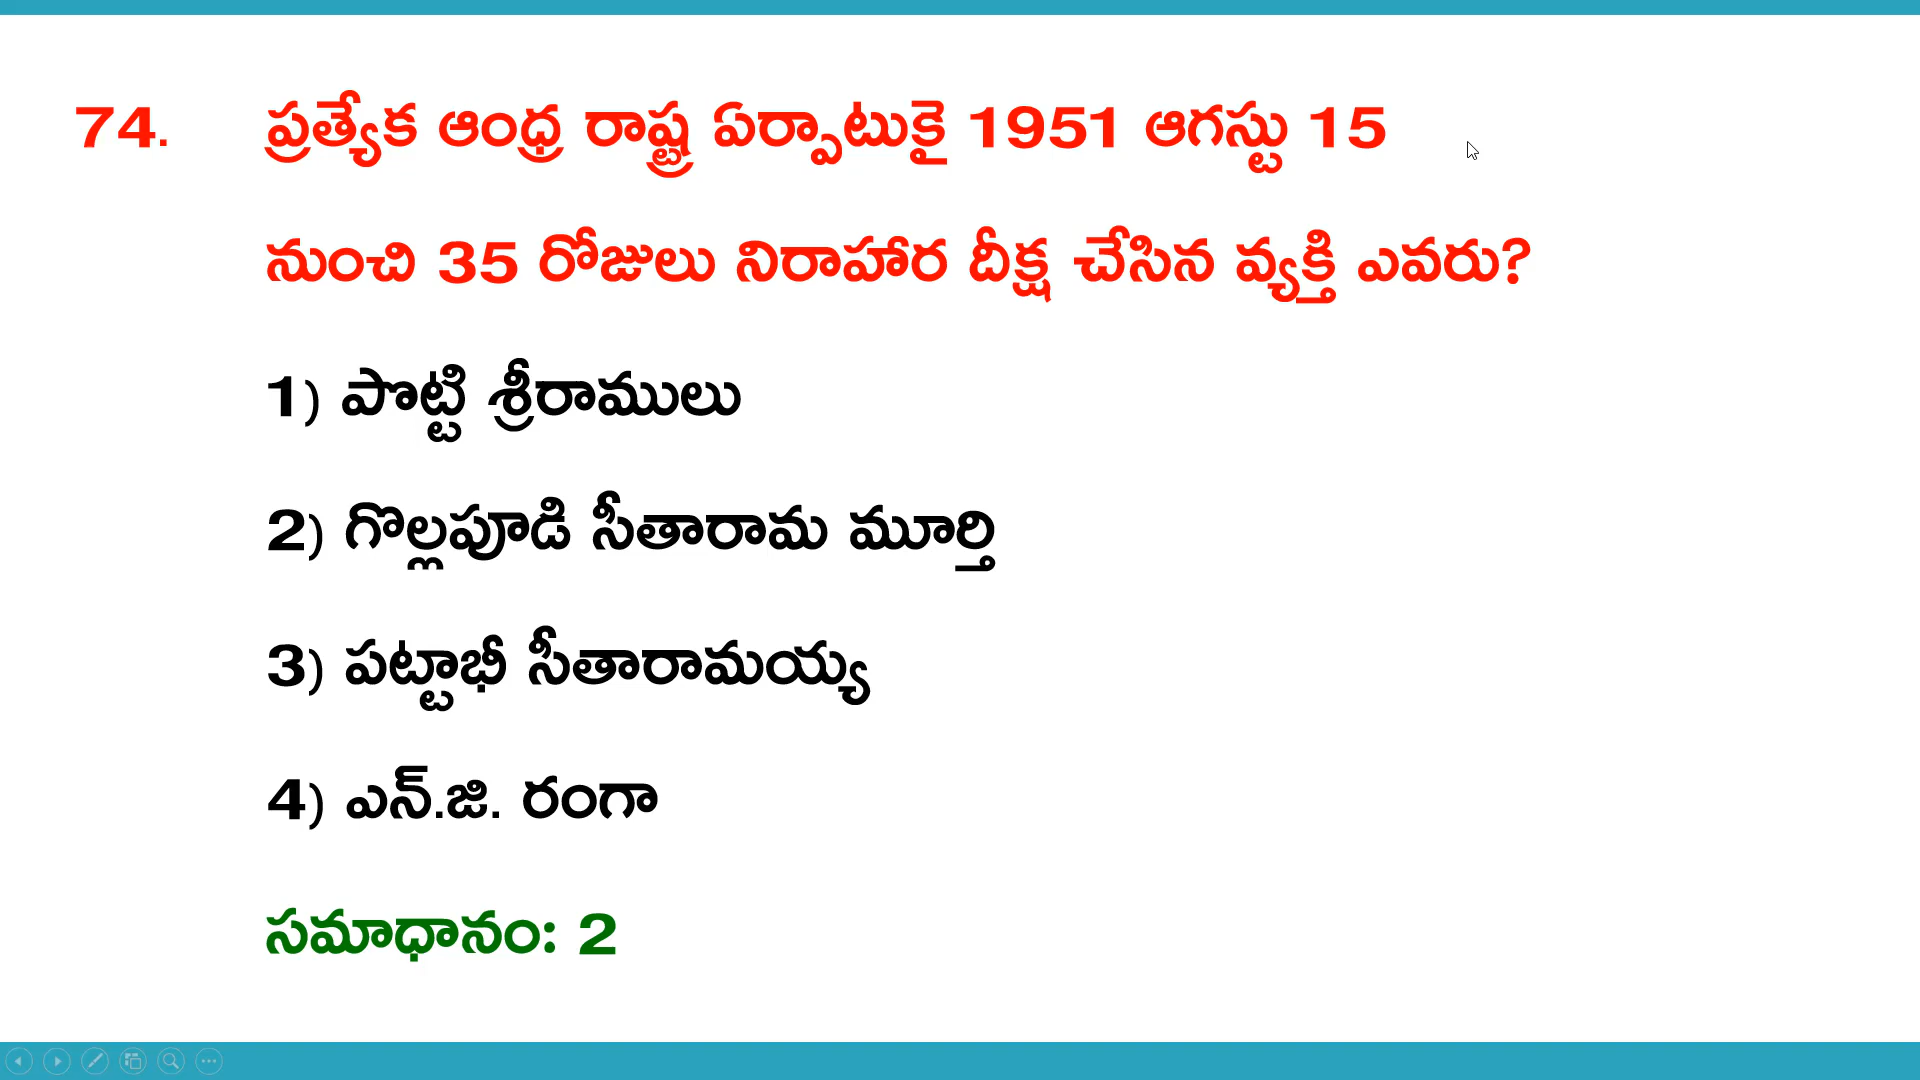 74. ప్రత్యేక ఆంధ్ర రాష్ట్ర ఏర్పాటుకై 1951 ఆగస్టు 15
నుంచి 35 రోజులు నిరాహార దీక్ష చేసిన వ్యక్తి ఎవరు?
1) పొట్టి శ్రీరాములు
2) గొల్లపూడి సీతారామ మూర్తి
3) పట్టాభీ సీతారామయ్య
4) ఎన్.జి. రంగా
సమాధానం: 2